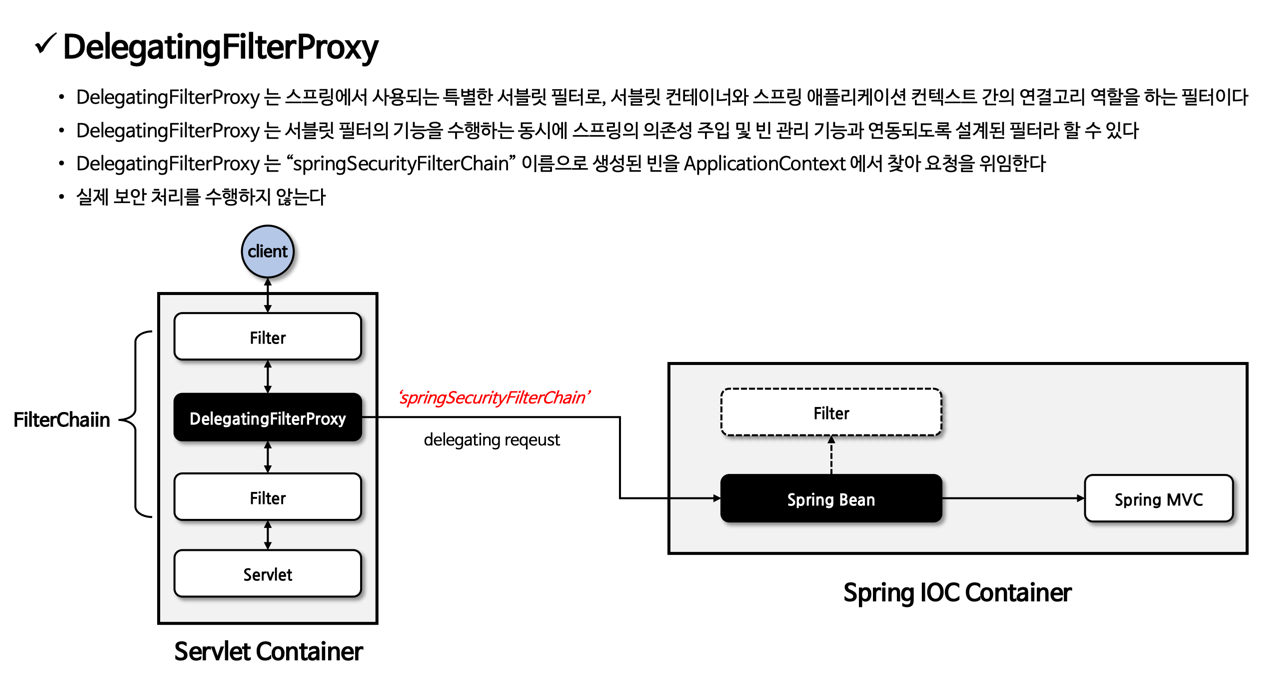 ✓ DelegatingFilterProxy
• DelegatingFilterProxy 는 스프링에서 사용되는 특별한 서블릿 필터로, 서블릿 컨테이너와 스프링 애플리케이션 컨텍스트 간의 연결고리 역할을 하는 필터이다
• DelegatingFilterProxy 는 서블릿 필터의 기능을 수행하는 동시에 스프링의 의존성 주입 및 빈 관리 기능과 연동되도록 설계된 필터라 할 수 있다
• DelegatingFilterProxy 는 “springSecurityFilterChain” 이름으로 생성된 빈을 ApplicationContext 에서 찾아 요청을 위임한다
• 실제 보안 처리를 수행하지 않는다
client
Filter
DelegatingFilterProxy
Filter
Servlet
FilterChaiin
Servlet Container
‘springSecurityFilterChain’
delegating reqeust
Filter
Spring Bean
Spring MVC
Spring IOC Container